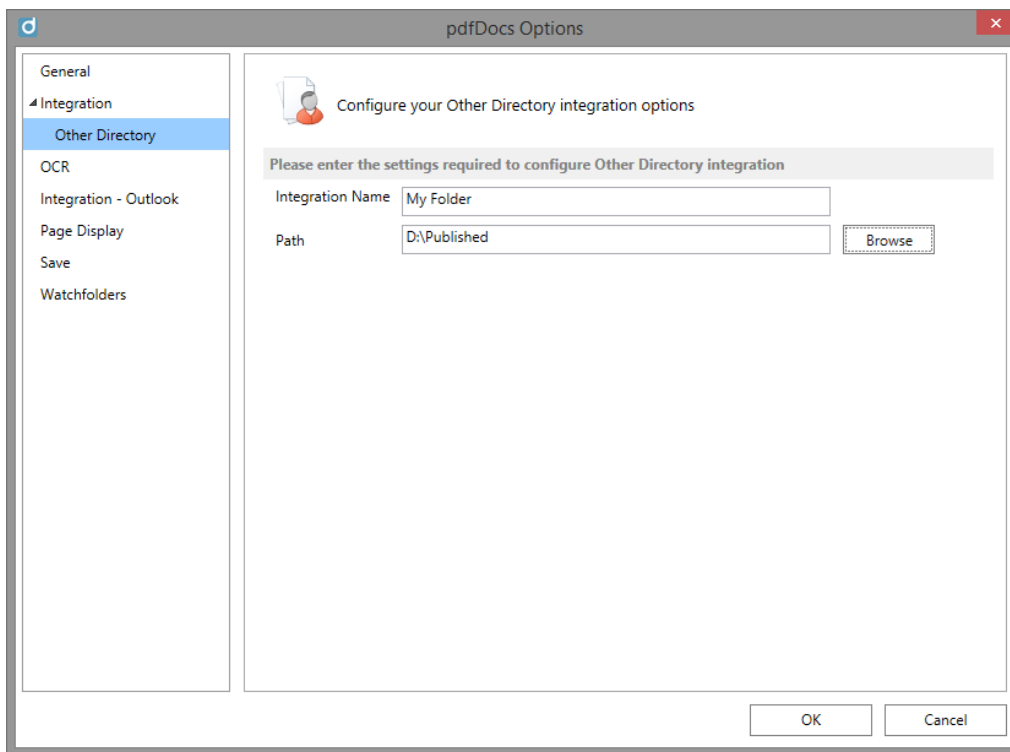 pdfDocs Options
General
Integration
Other Directory
OCR
Integration - Outlook
Page Display
Save
Watchfolders
Configure your Other Directory integration options
Please enter the settings required to configure Other Directory integration
Integration Name My Folder
Path D:\Published Browse
OK Cancel